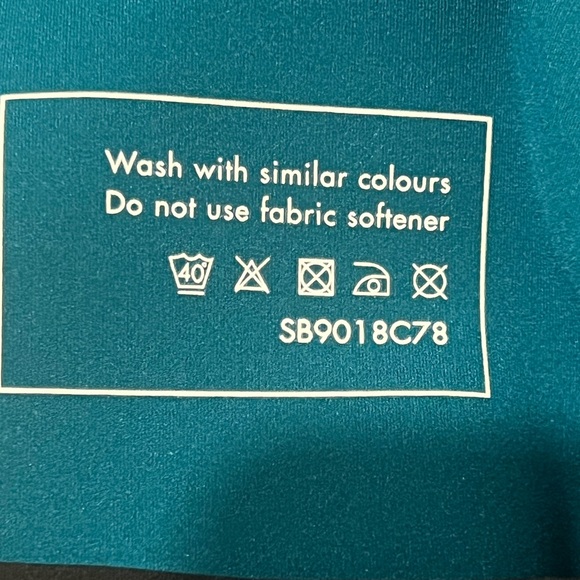 Wash with similar colours
Do not use fabric softener
40°
SB9018C78